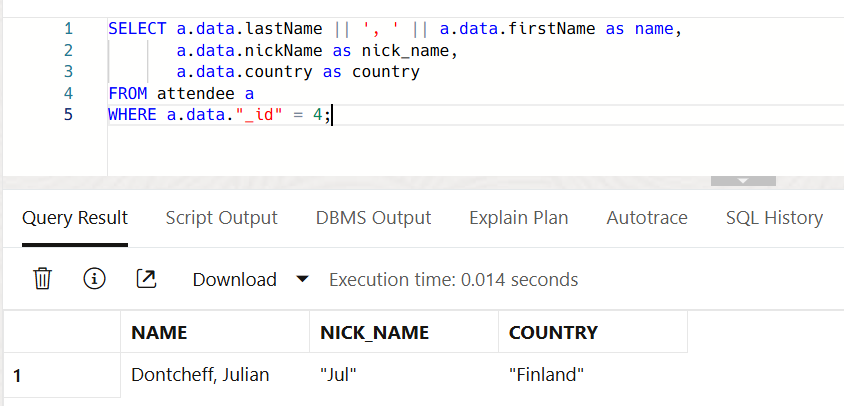 1 SELECT a.data.lastName || ', ' || a.data.firstName as name,
2 a.data.nickName as nick_name,
3 a.data.country as country
4 FROM attendee a
5 WHERE a.data."_id" = 4;
Query Result Script Output DBMS Output Explain Plan Autotrace SQL History
Download Execution time: 0.014 seconds
NAME NICK_NAME COUNTRY
1 Dontcheff, Julian "Jul" "Finland"